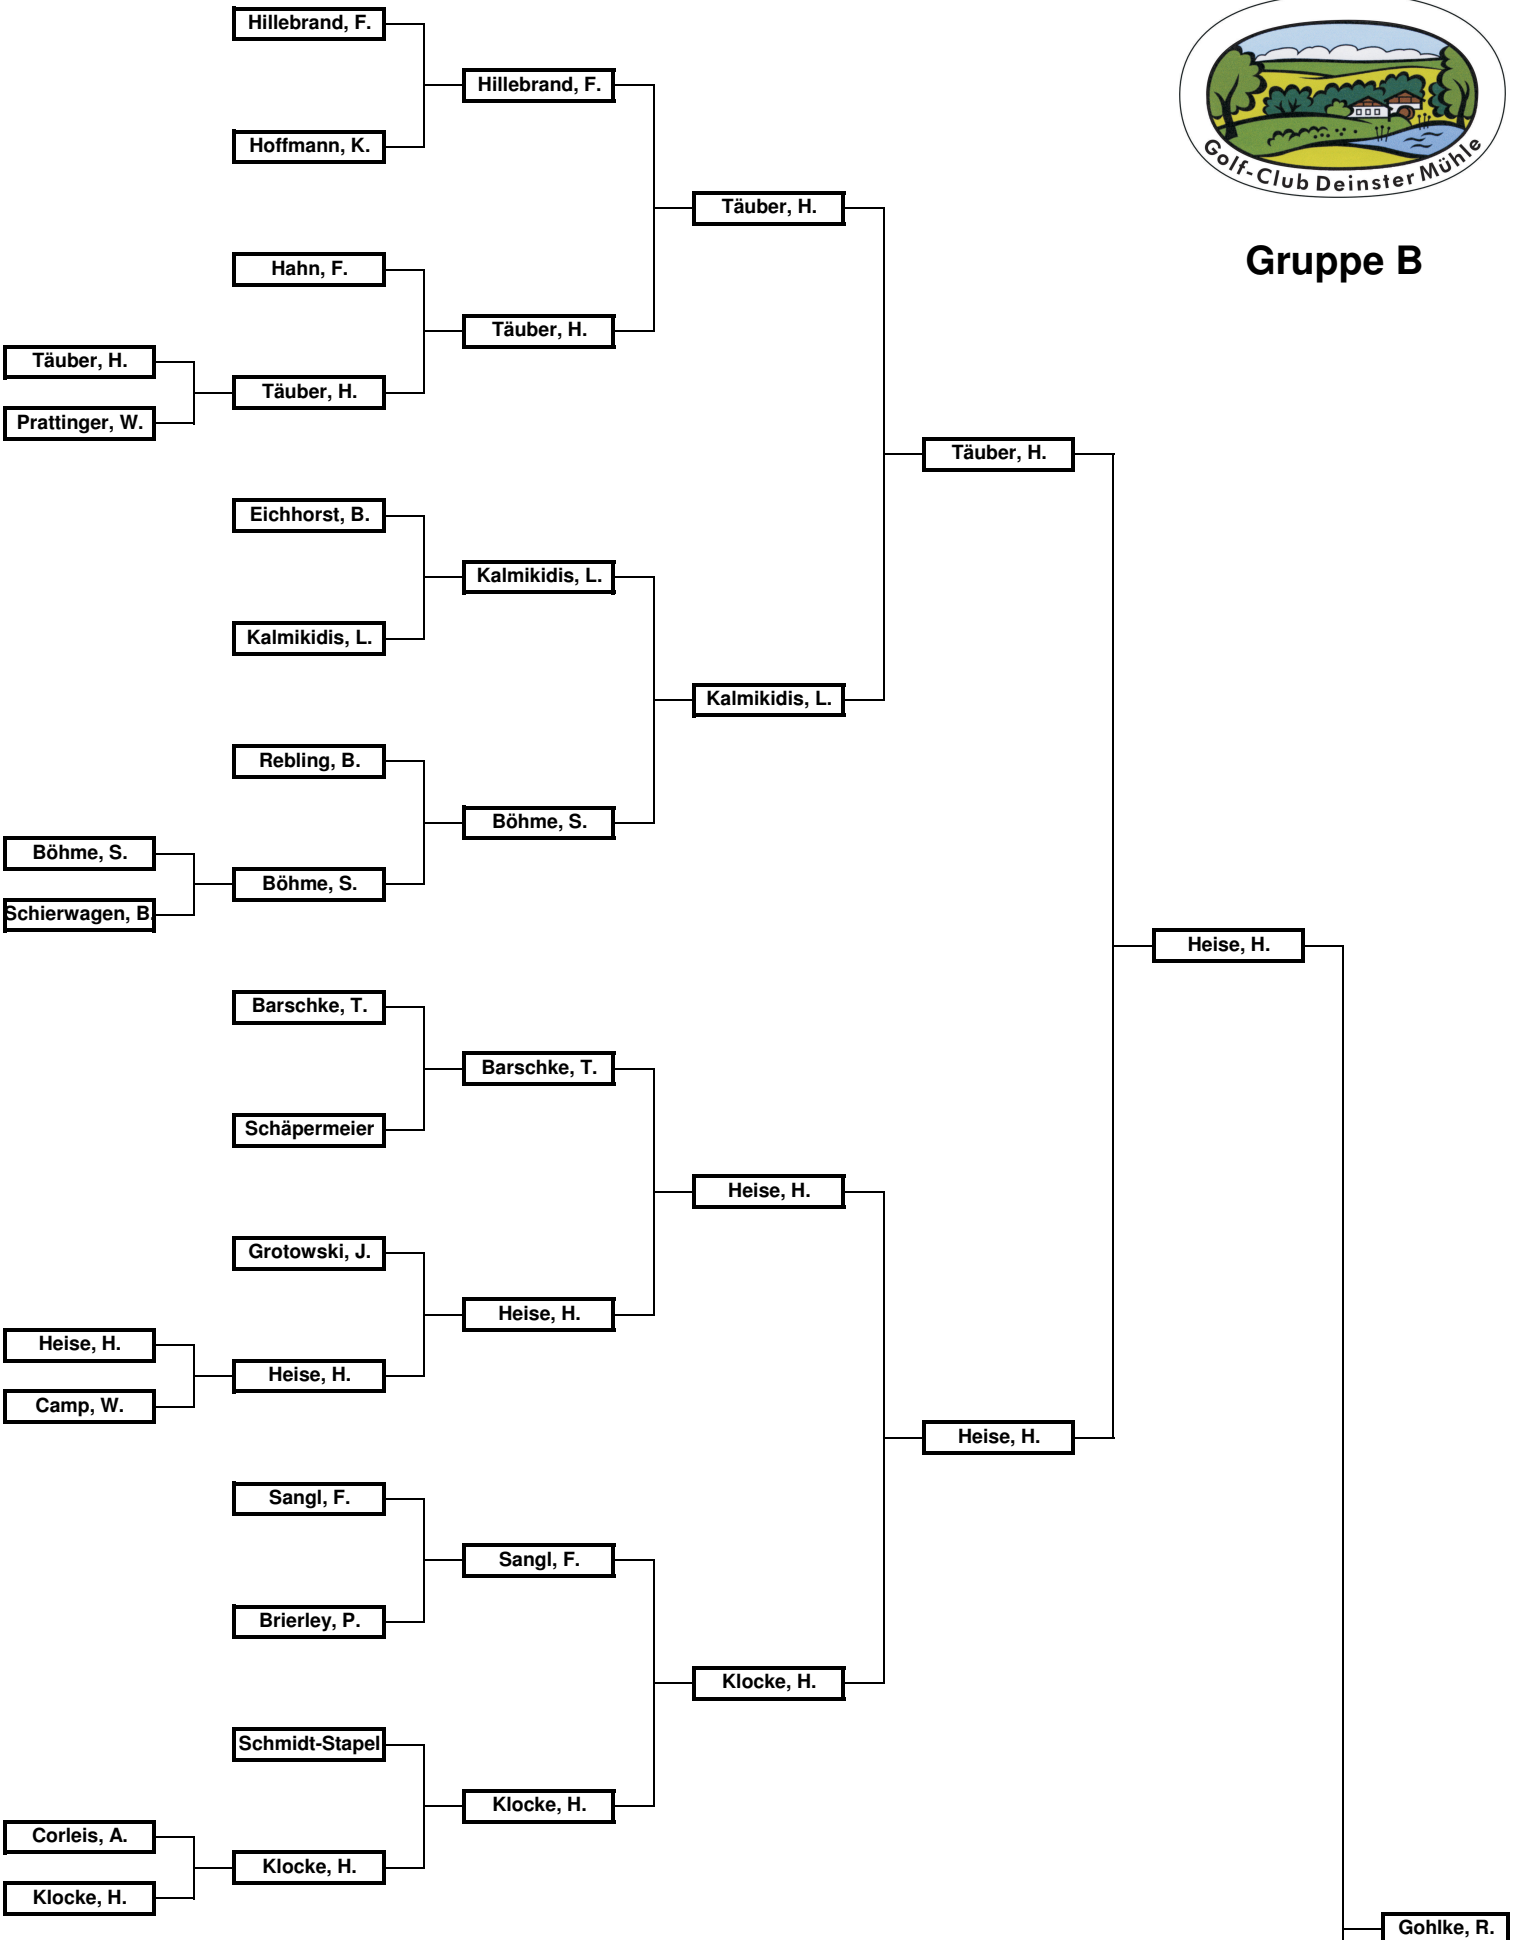 Hillebrand, F.
Hillebrand, F.
Hoffmann, K.
Golf-Club Deinster Mühle
Täuber, H.
Gruppe B
Hahn, F.
Täuber, H.
Täuber, H.
Täuber, H.
Prattinger, W.
Täuber, H.
Eichhorst, B.
Kalmikidis, L.
Kalmikidis, L.
Kalmikidis, L.
Rebling, B.
Böhme, S.
Böhme, S.
Böhme, S.
Schierwagen, B.
Heise, H.
Barschke, T.
Barschke, T.
Schäpermeier
Heise, H.
Grotowski, J.
Heise, H.
Heise, H.
Heise, H.
Camp, W.
Heise, H.
Sangl, F.
Sangl, F.
Brierley, P.
Klocke, H.
Schmidt-Stapel
Klocke, H.
Corleis, A.
Klocke, H.
Klocke, H.
Gohlke, R.